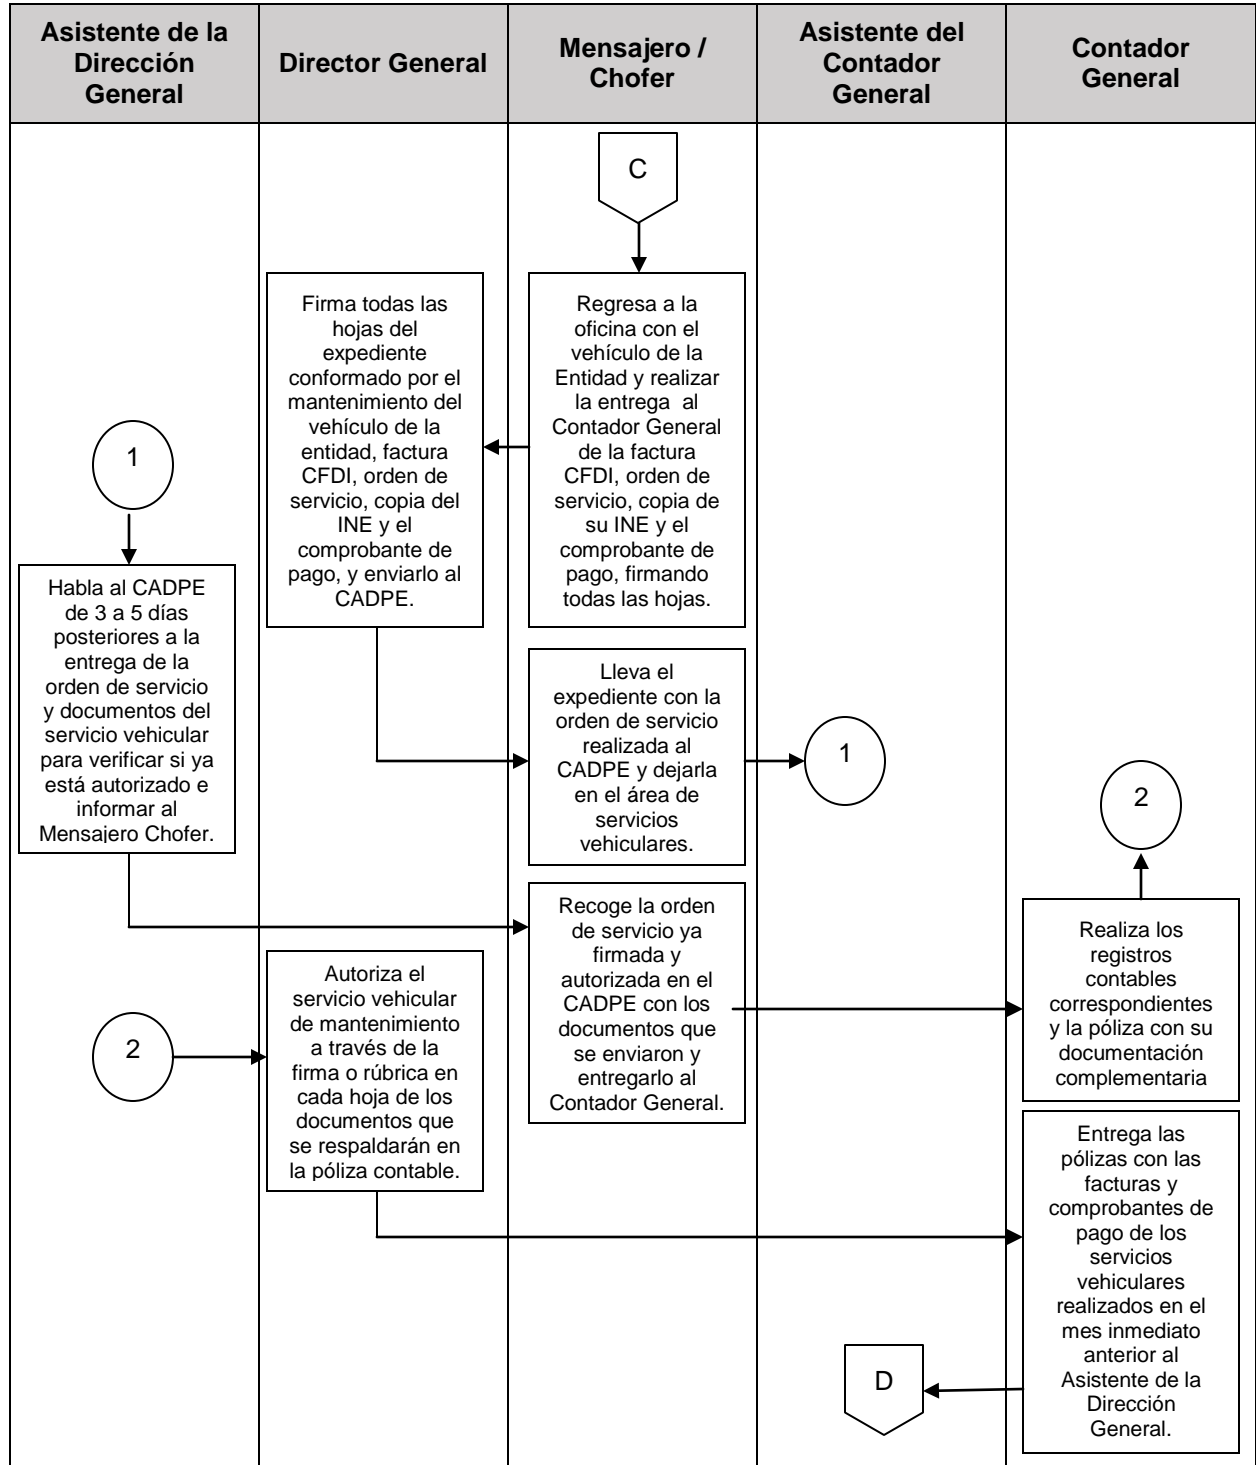 Asistente de la
Dirección
General
Director General
Mensajero /
Chofer
Asistente del
Contador
General
Contador
General
C
Regresa a la
oficina con el
vehículo de la
Entidad y realizar
la entrega al
Contador General
de la factura
CFDI, orden de
servicio, copia de
su INE y el
comprobante de
pago, firmando
todas las hojas.
Firma todas las
hojas del
expediente
conformado por el
mantenimiento del
vehículo de la
entidad, factura
CFDI, orden de
servicio, copia del
INE y el
comprobante de
pago, y enviarlo al
CADPE.
Lleva el
expediente con la
orden de servicio
realizada al
CADPE y dejarla
en el área de
servicios
vehiculares.
1
1
Habla al CADPE
de 3 a 5 días
posteriores a la
entrega de la
orden de servicio
y documentos del
servicio vehicular
para verificar si ya
está autorizado e
informar al
Mensajero Chofer.
Recoge la orden
de servicio ya
firmada y
autorizada en el
CADPE con los
documentos que
se enviaron y
entregarlo al
Contador General.
Realiza los
registros
contables
correspondientes
y la póliza con su
documentación
complementaria
2
2
Autoriza el
servicio vehicular
de mantenimiento
a través de la
firma o rúbrica en
cada hoja de los
documentos que
se respaldarán en
la póliza contable.
Entrega las
pólizas con las
facturas y
comprobantes de
pago de los
servicios
vehiculares
realizados en el
mes inmediato
anterior al
Asistente de la
Dirección
General.
D